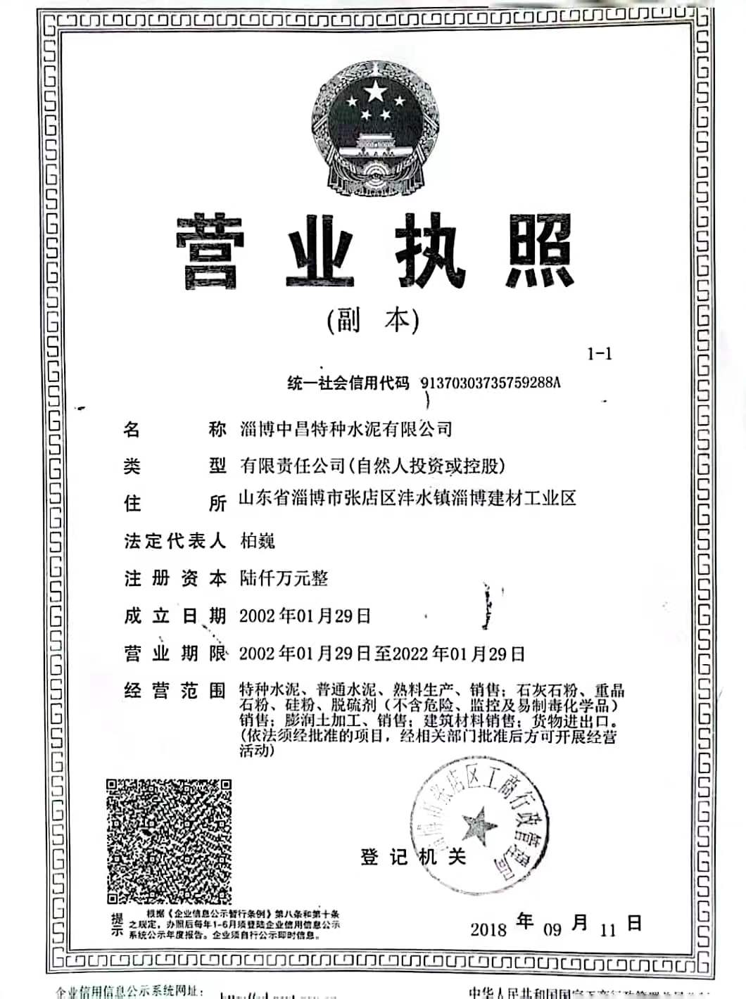 营业执照
(副 本)
1-1
统一社会信用代码 91370303735759288A
名 称 淄博中昌特种水泥有限公司
类 型 有限责任公司(自然人投资或控股)
住 所 山东省淄博市张店区沣水镇淄博建材工业区
法定代表人 柏巍
注册资本 陆仟万元整
成立日期 2002年01月29日
营业期限 2002年01月29日至2022年01月29日
经营范围 特种水泥、普通水泥、熟料生产、销售；石灰石粉、重晶
石粉、硅粉、脱硫剂（不含危险、监控及易制毒化学品）
销售；膨润土加工、销售；建筑材料销售；货物进出口。
(依法须经批准的项目，经相关部门批准后方可开展经营
活动)
淄博市张店区工商行政管理局
登记机关
提示 根据《企业信息公示暂行条例》第八条和第十条
之规定，办照后每年1-6月须登陆企业信用信息公示
系统公示年度报告。企业须自行公示即时信息。
2018 年 09 月 11 日
企业信用信息公示系统网址：